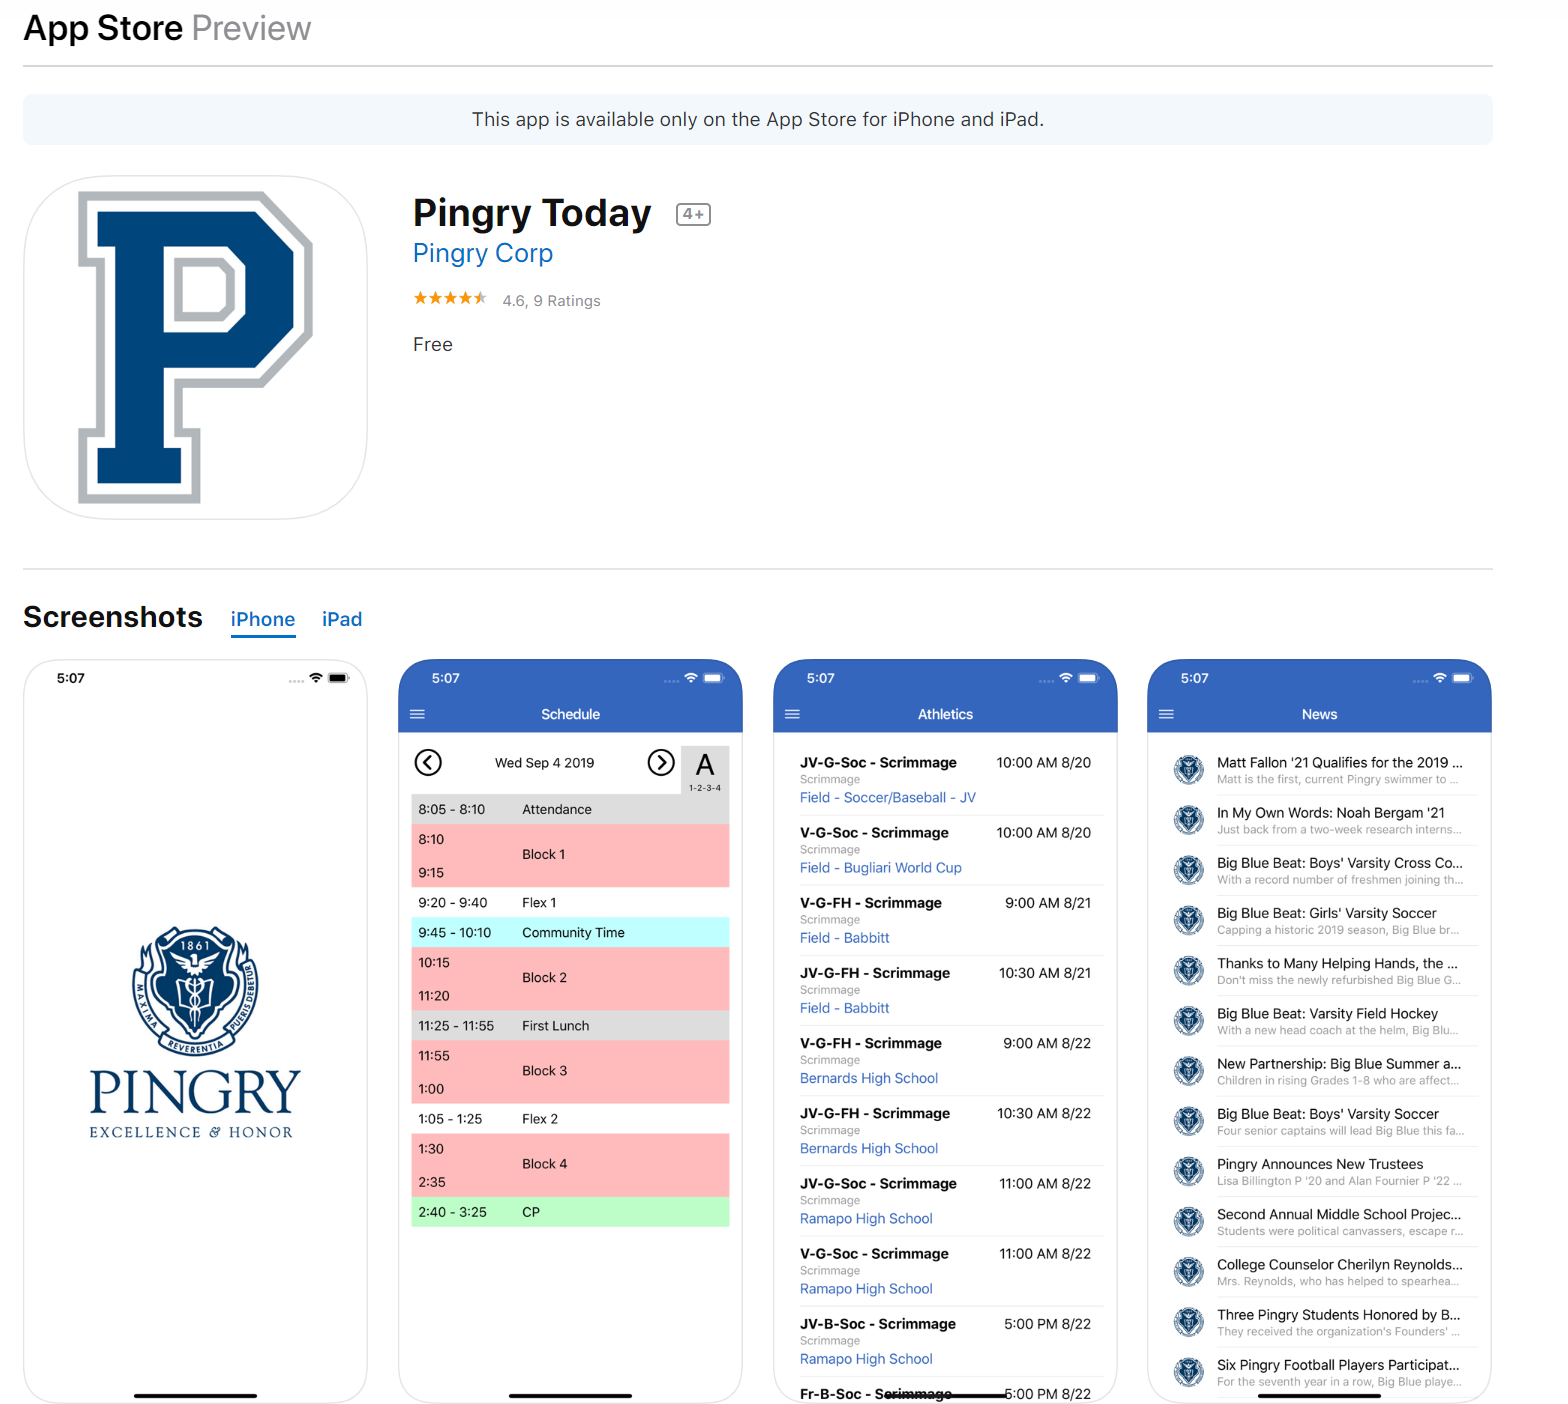 App Store Preview
This app is available only on the App Store for iPhone and iPad.
P
Pingry Today 4+
Pingry Corp
4.6, 9 Ratings
Free
Screenshots iPhone iPad
5:07
1861
MAXIMA REVERENTIA PUERIS DEBETUR
PINGRY
EXCELLENCE & HONOR
5:07
Schedule
Wed Sep 4 2019
A
1-2-3-4
8:05 - 8:10 Attendance
8:10
Block 1
9:15
9:20 - 9:40 Flex 1
9:45 - 10:10 Community Time
10:15
Block 2
11:20
11:25 - 11:55 First Lunch
11:55
Block 3
1:00
1:05 - 1:25 Flex 2
1:30
Block 4
2:35
2:40 - 3:25 CP
5:07
Athletics
JV-G-Soc - Scrimmage 10:00 AM 8/20
Scrimmage
Field - Soccer/Baseball - JV
V-G-Soc - Scrimmage 10:00 AM 8/20
Scrimmage
Field - Bugliari World Cup
V-G-FH - Scrimmage 9:00 AM 8/21
Scrimmage
Field - Babbitt
JV-G-FH - Scrimmage 10:30 AM 8/21
Scrimmage
Field - Babbitt
V-G-FH - Scrimmage 9:00 AM 8/22
Scrimmage
Bernards High School
JV-G-FH - Scrimmage 10:30 AM 8/22
Scrimmage
Bernards High School
JV-G-Soc - Scrimmage 11:00 AM 8/22
Scrimmage
Ramapo High School
V-G-Soc - Scrimmage 11:00 AM 8/22
Scrimmage
Ramapo High School
JV-B-Soc - Scrimmage 5:00 PM 8/22
Scrimmage
Ramapo High School
Fr-B-Soc - Scrimmage 5:00 PM 8/22
5:07
News
Matt Fallon '21 Qualifies for the 2019 ...
Matt is the first, current Pingry swimmer to ...
In My Own Words: Noah Bergam '21
Just back from a two-week research interns...
Big Blue Beat: Boys' Varsity Cross Co...
With a record number of freshmen joining th...
Big Blue Beat: Girls' Varsity Soccer
Capping a historic 2019 season, Big Blue br...
Thanks to Many Helping Hands, the ...
Don't miss the newly refurbished Big Blue G...
Big Blue Beat: Varsity Field Hockey
With a new head coach at the helm, Big Blu...
New Partnership: Big Blue Summer a...
Children in rising Grades 1-8 who are affect...
Big Blue Beat: Boys' Varsity Soccer
Four senior captains will lead Big Blue this fa...
Pingry Announces New Trustees
Lisa Billington P '20 and Alan Fournier P '22 ...
Second Annual Middle School Projec...
Students were political canvassers, escape r...
College Counselor Cherilyn Reynolds...
Mrs. Reynolds, who has helped to spearhea...
Three Pingry Students Honored by B...
They received the organization's Founders' ...
Six Pingry Football Players Participat...
For the seventh year in a row, Big Blue playe...